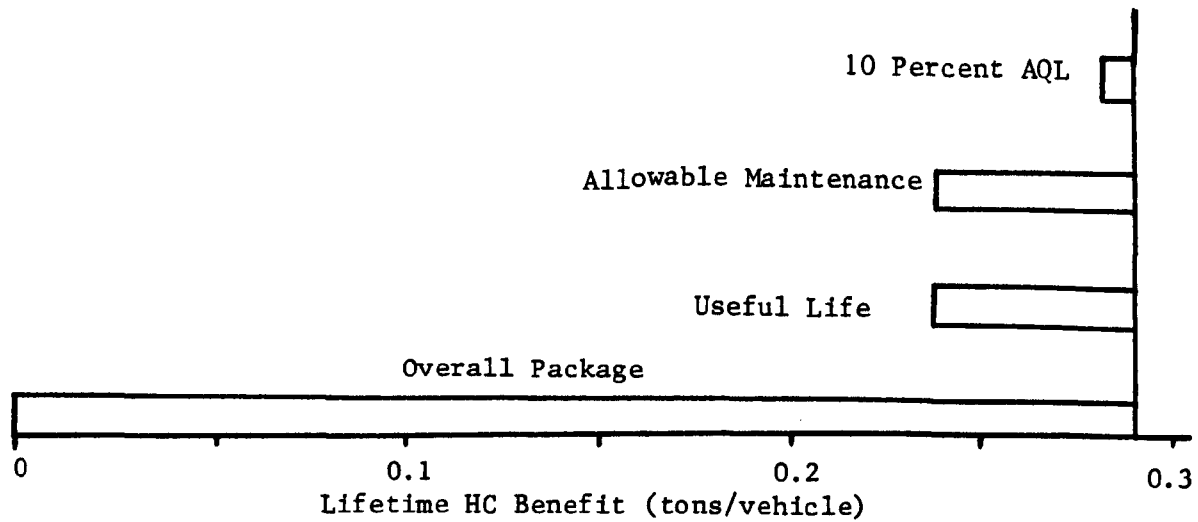 10 Percent AQL
Allowable Maintenance
Useful Life
Overall Package
0 0.1 0.2 0.3
Lifetime HC Benefit (tons/vehicle)